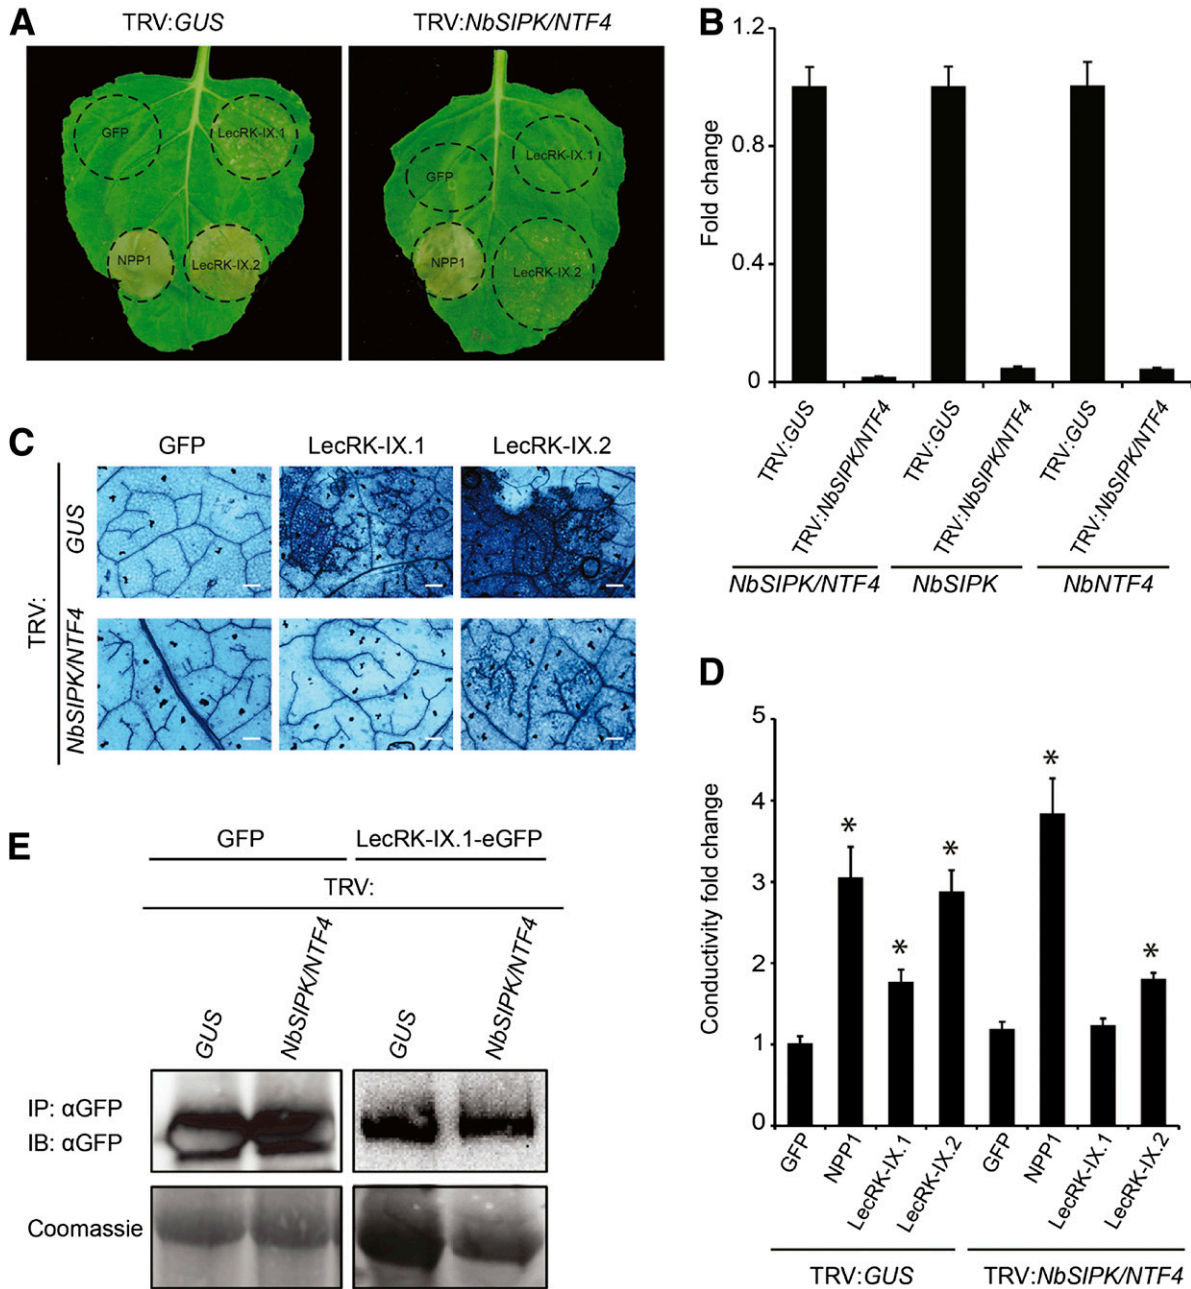 A
TRV:GUS
TRV:NbSIPK/NTF4
GFP
LecRK-IX.1
NPP1
LecRK-IX.2
LecRK-IX.1
GFP
NPP1
LecRK-IX.2
B
Fold change
1.2
0.8
0.4
0
TRV:GUS
TRV:NbSIPK/NTF4
TRV:GUS
TRV:NbSIPK/NTF4
TRV:GUS
TRV:NbSIPK/NTF4
NbSIPK/NTF4
NbSIPK
NbNTF4
C
GFP
LecRK-IX.1
LecRK-IX.2
TRV:
GUS
NbSIPK/NTF4
D
Conductivity fold change
5
4
3
2
1
0
*
*
*
*
*
GFP
NPP1
LecRK-IX.1
LecRK-IX.2
GFP
NPP1
LecRK-IX.1
LecRK-IX.2
TRV:GUS
TRV:NbSIPK/NTF4
E
GFP
LecRK-IX.1-eGFP
TRV:
GUS
NbSIPK/NTF4
GUS
NbSIPK/NTF4
IP: αGFP
IB: αGFP
Coomassie